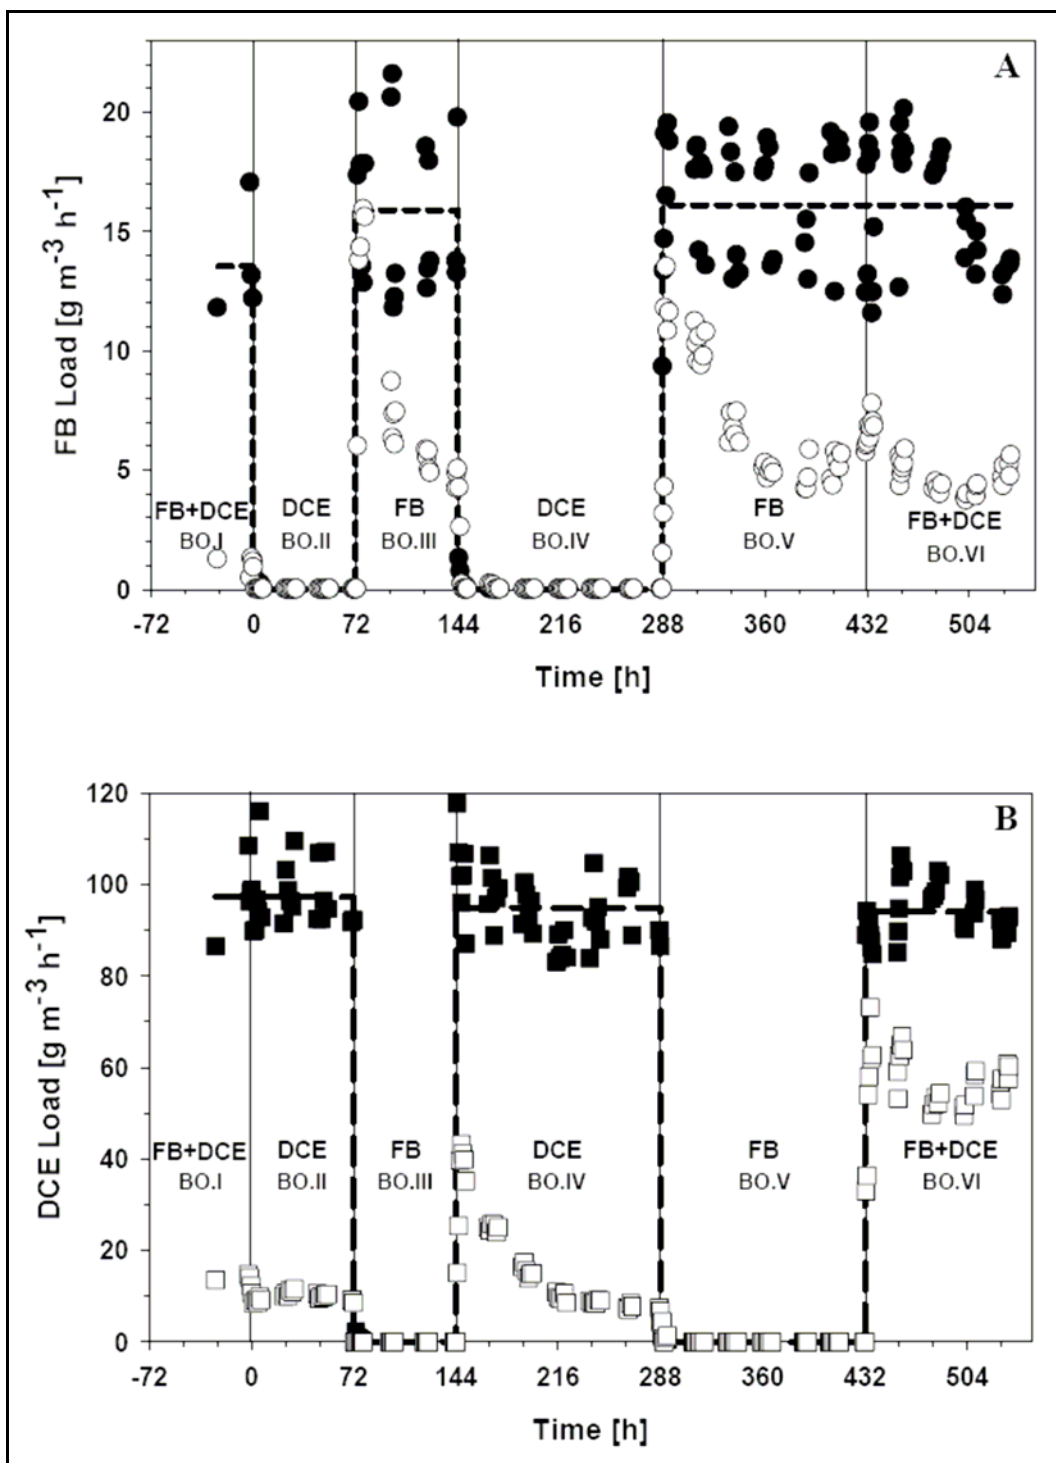 A
20
15
10
5
0
FB Load [g m-3 h-1]
FB+DCE DCE FB DCE FB FB+DCE
BO.I BO.II BO.III BO.IV BO.V BO.VI
-72 0 72 144 216 288 360 432 504
Time [h]
B
120
100
80
60
40
20
0
DCE Load [g m-3 h-1]
FB+DCE DCE FB DCE FB FB+DCE
BO.I BO.II BO.III BO.IV BO.V BO.VI
-72 0 72 144 216 288 360 432 504
Time [h]